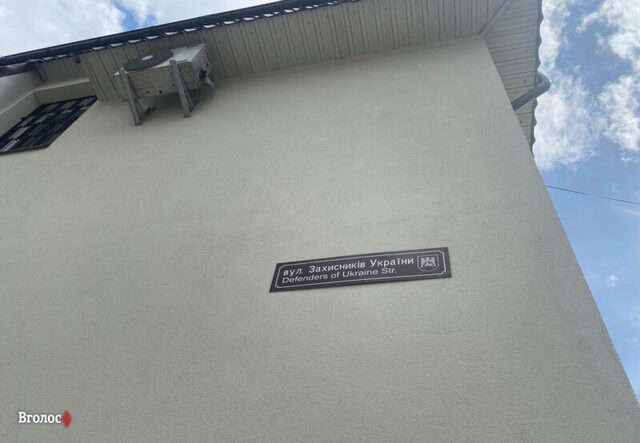 вул. Захисників України
Defenders of Ukraine Str.
Вголос